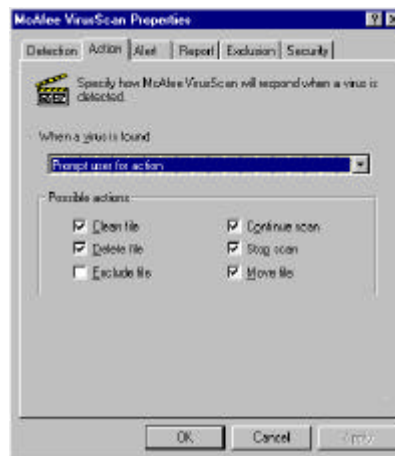 McAfee VirusScan Properties
Detection Action Alert Report Exclusion Security
Specify how McAfee VirusScan will respond when a virus is
detected.
When a virus is found
Prompt user for action
Possible actions
Clean file Continue scan
Delete file Stop scan
Exclude file Move file
OK Cancel Apply